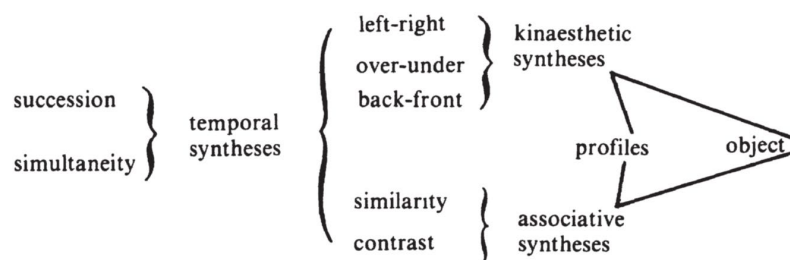 left-right
over-under
back-front
kinaesthetic
syntheses
succession
simultaneity
temporal
syntheses
profiles
object
similarity
contrast
associative
syntheses